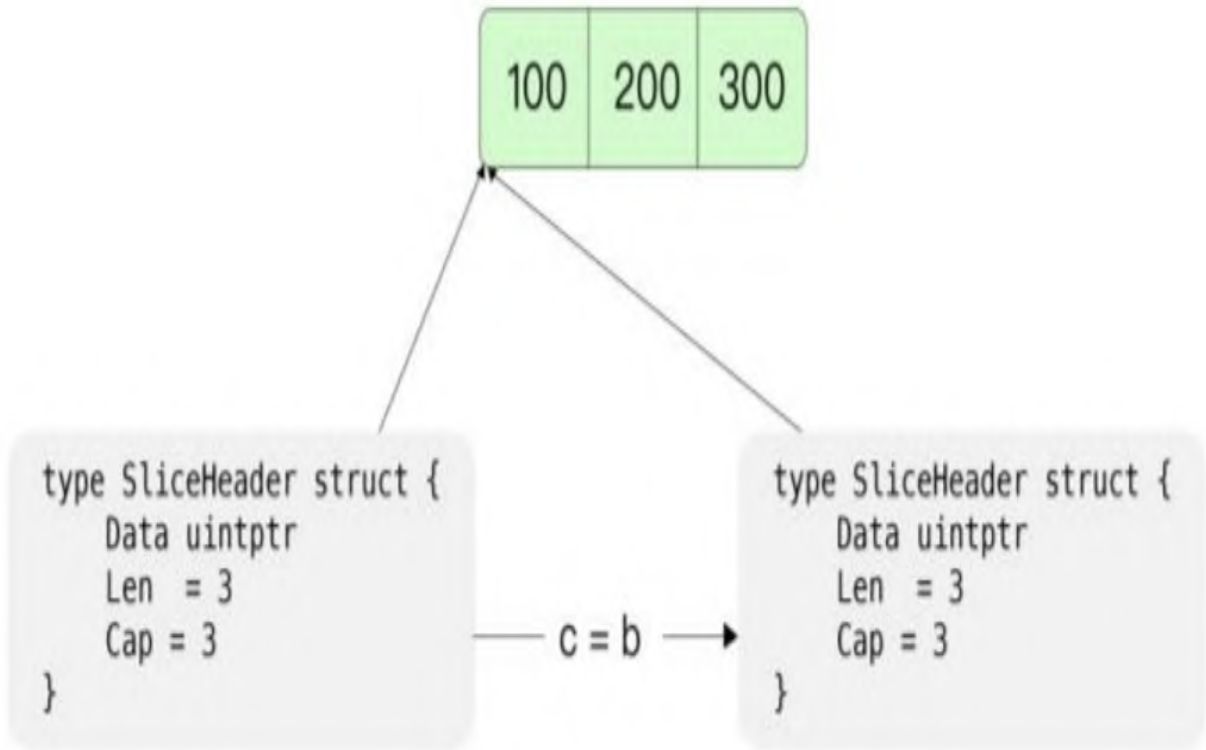 100 200 300
type SliceHeader struct {
    Data uintptr
    Len  = 3
    Cap = 3
}
c = b
type SliceHeader struct {
    Data uintptr
    Len  = 3
    Cap = 3
}